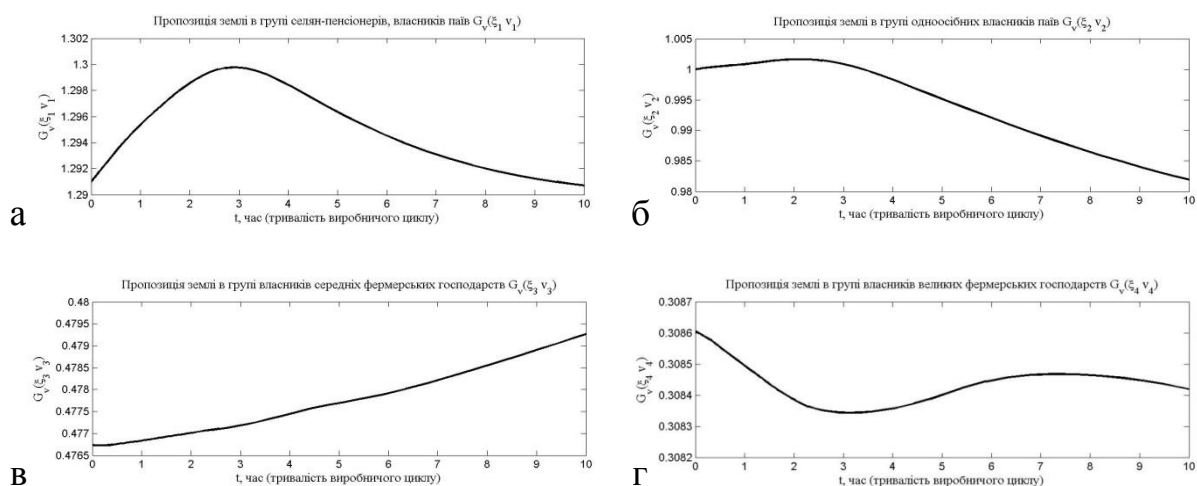 Пропозиція землі в групі селян-пенсіонерів, власників паїв G_v(ξ_1 v_1)
1.302
1.3
1.298
1.296
1.294
1.292
1.29
G_v(ξ_1 v_1)
0 1 2 3 4 5 6 7 8 9 10
t, час (тривалість виробничого циклу)
а
Пропозиція землі в групі одноосібних власників паїв G_v(ξ_2 v_2)
1.005
1
0.995
0.99
0.985
0.98
G_v(ξ_2 v_2)
0 1 2 3 4 5 6 7 8 9 10
t, час (тривалість виробничого циклу)
б
Пропозиція землі в групі власників середніх фермерських господарств G_v(ξ_3 v_3)
0.48
0.4795
0.479
0.4785
0.478
0.4775
0.477
0.4765
G_v(ξ_3 v_3)
0 1 2 3 4 5 6 7 8 9 10
t, час (тривалість виробничого циклу)
в
Пропозиція землі в групі власників великих фермерських господарств G_v(ξ_4 v_4)
0.3087
0.3086
0.3085
0.3084
0.3083
0.3082
G_v(ξ_4 v_4)
0 1 2 3 4 5 6 7 8 9 10
t, час (тривалість виробничого циклу)
г